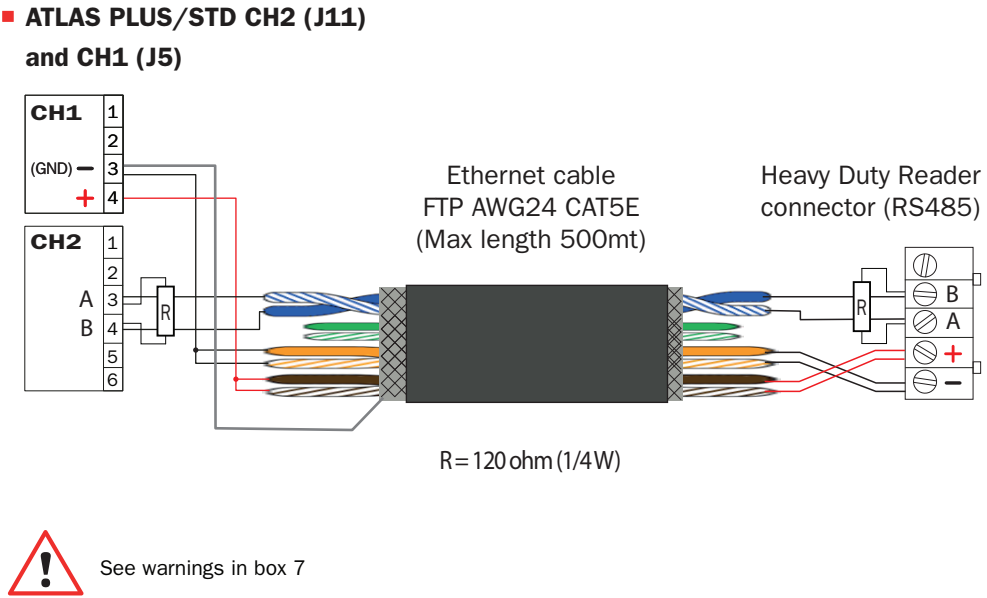 ATLAS PLUS/STD CH2 (J11)
and CH1 (J5)
CH1
1
2
(GND) − 3
+ 4
CH2
1
2
A 3
B 4
5
6
R
Ethernet cable
FTP AWG24 CAT5E
(Max length 500mt)
Heavy Duty Reader
connector (RS485)
R
B
A
+
−
R = 120 ohm (1/4 W)
! See warnings in box 7